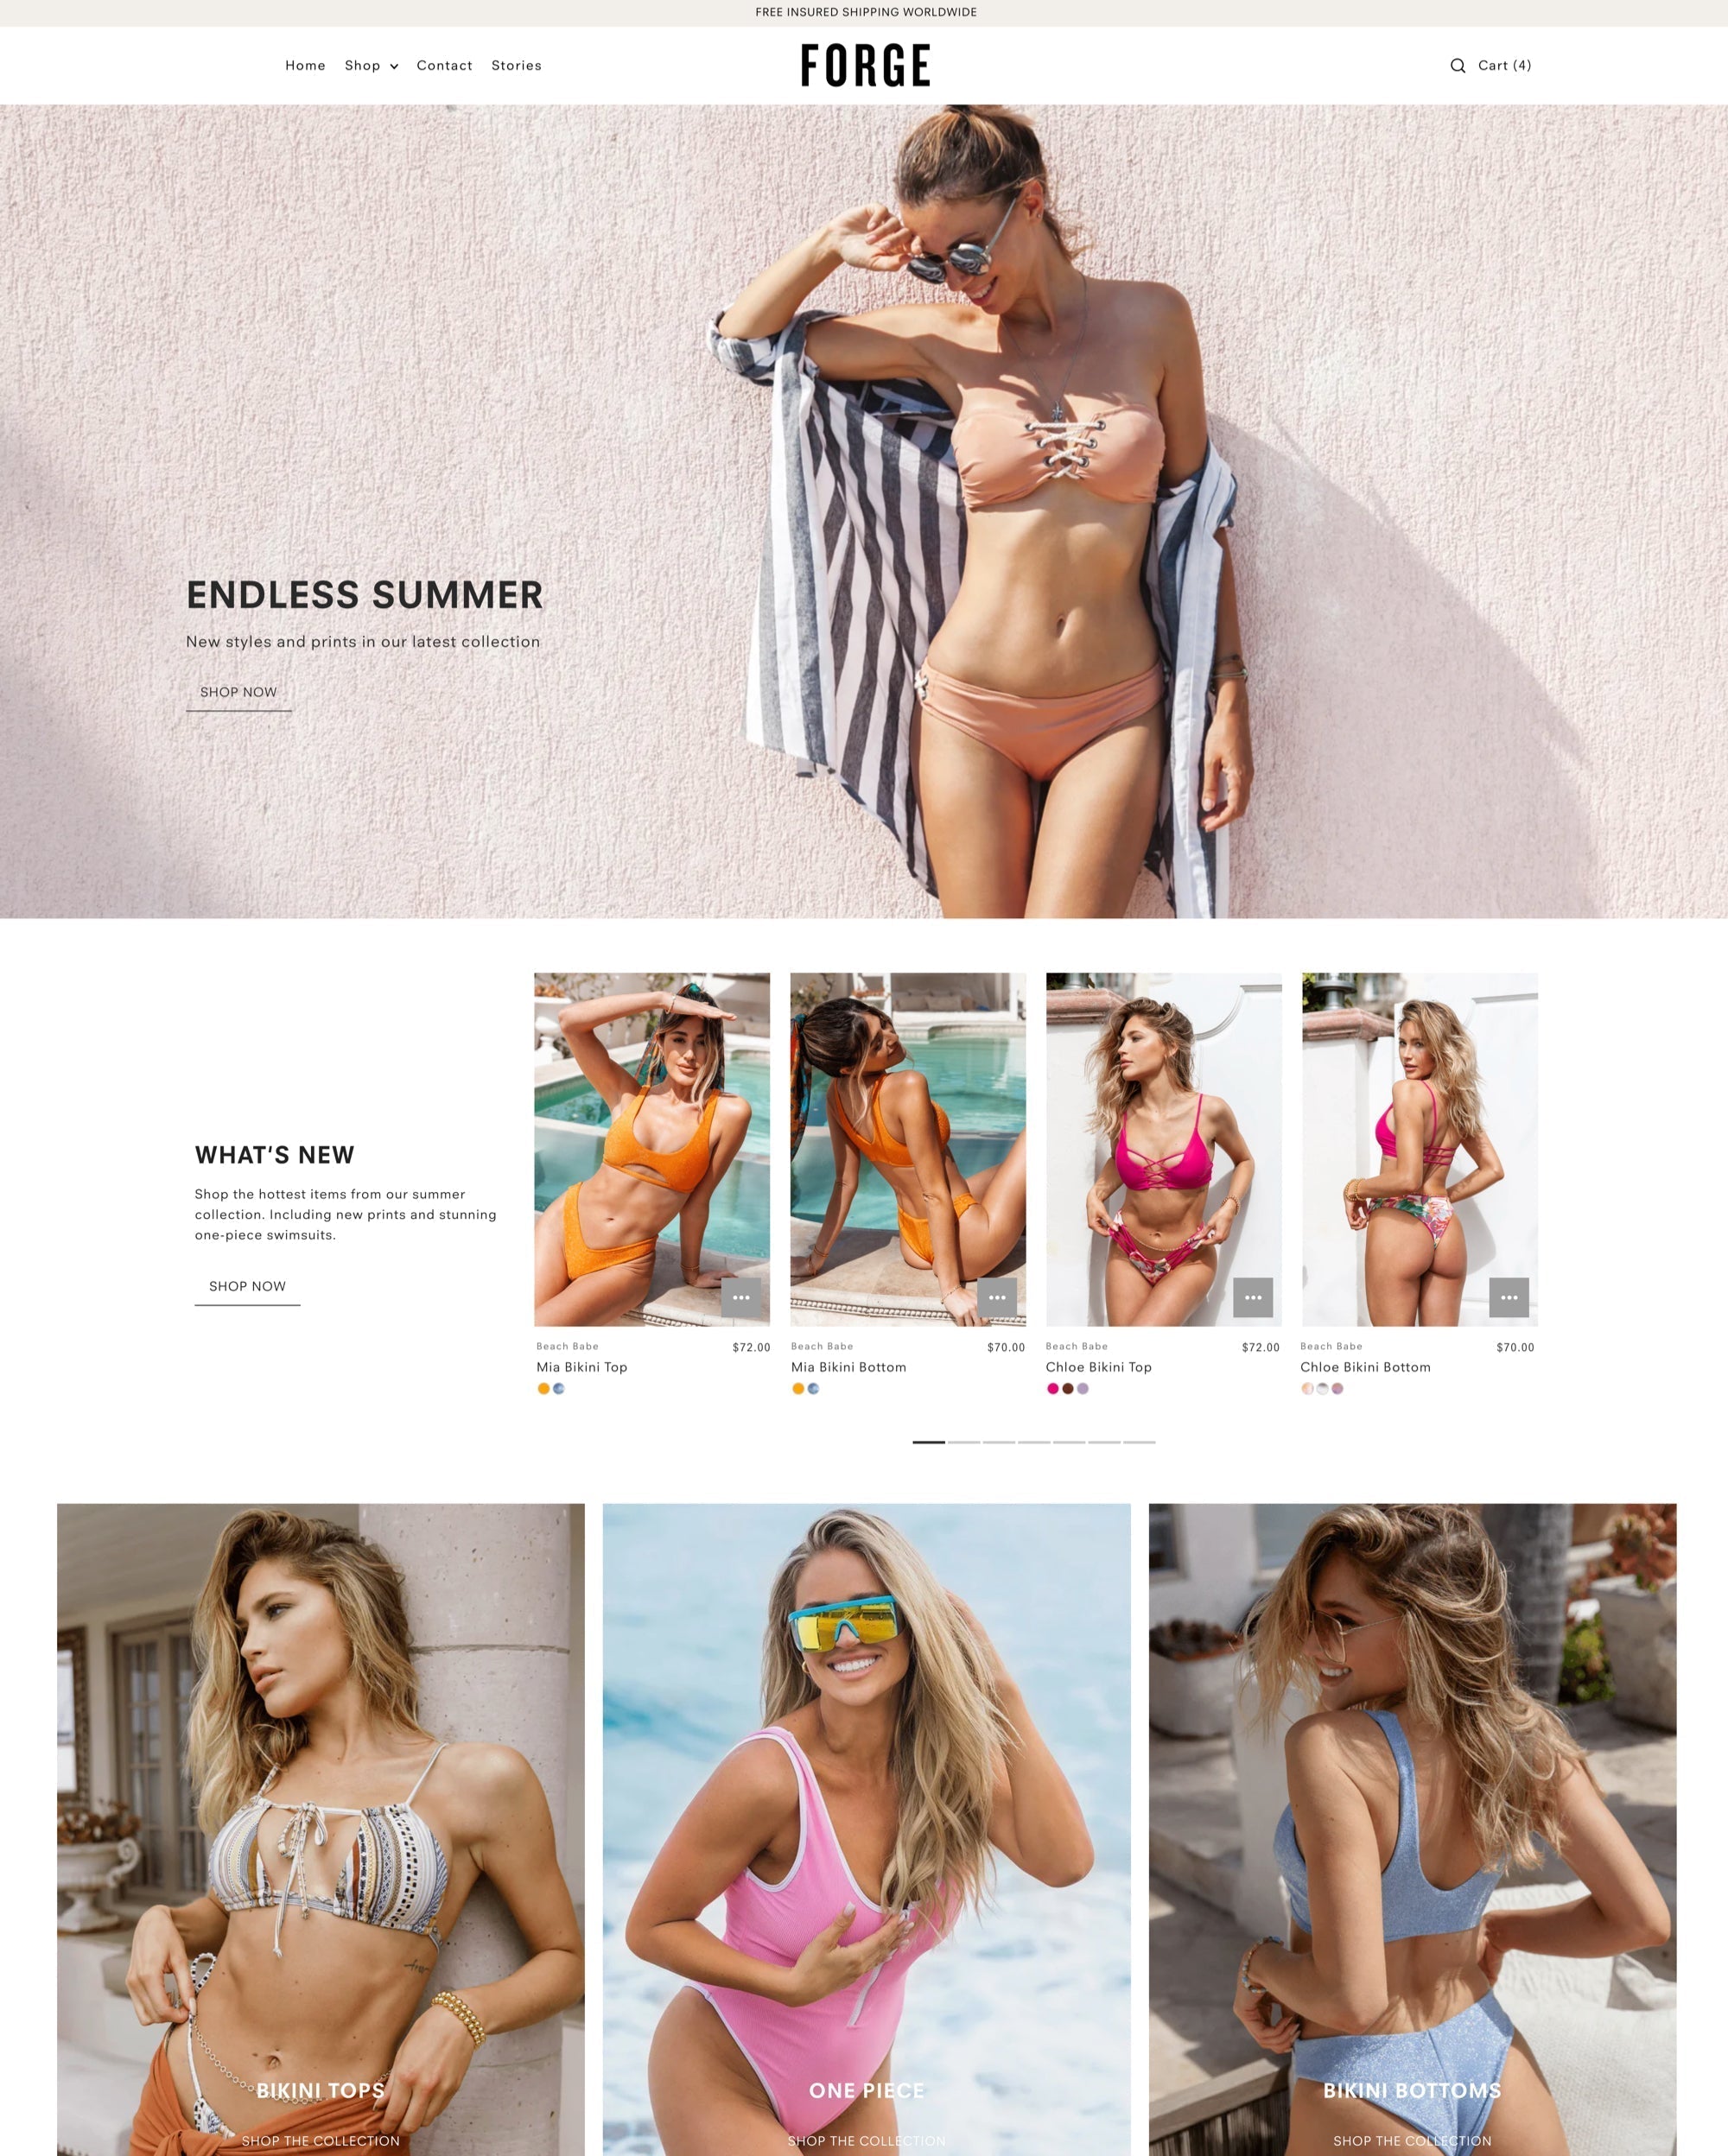 FREE INSURED SHIPPING WORLDWIDE
Home Shop Contact Stories
FORGE
Cart (4)
ENDLESS SUMMER
New styles and prints in our latest collection
SHOP NOW
WHAT'S NEW
Shop the hottest items from our summer
collection. Including new prints and stunning
one-piece swimsuits.
SHOP NOW
Beach Babe $72.00
Mia Bikini Top
Beach Babe $70.00
Mia Bikini Bottom
Beach Babe $72.00
Chloe Bikini Top
Beach Babe $70.00
Chloe Bikini Bottom
BIKINI TOPS
SHOP THE COLLECTION
ONE PIECE
SHOP THE COLLECTION
BIKINI BOTTOMS
SHOP THE COLLECTION